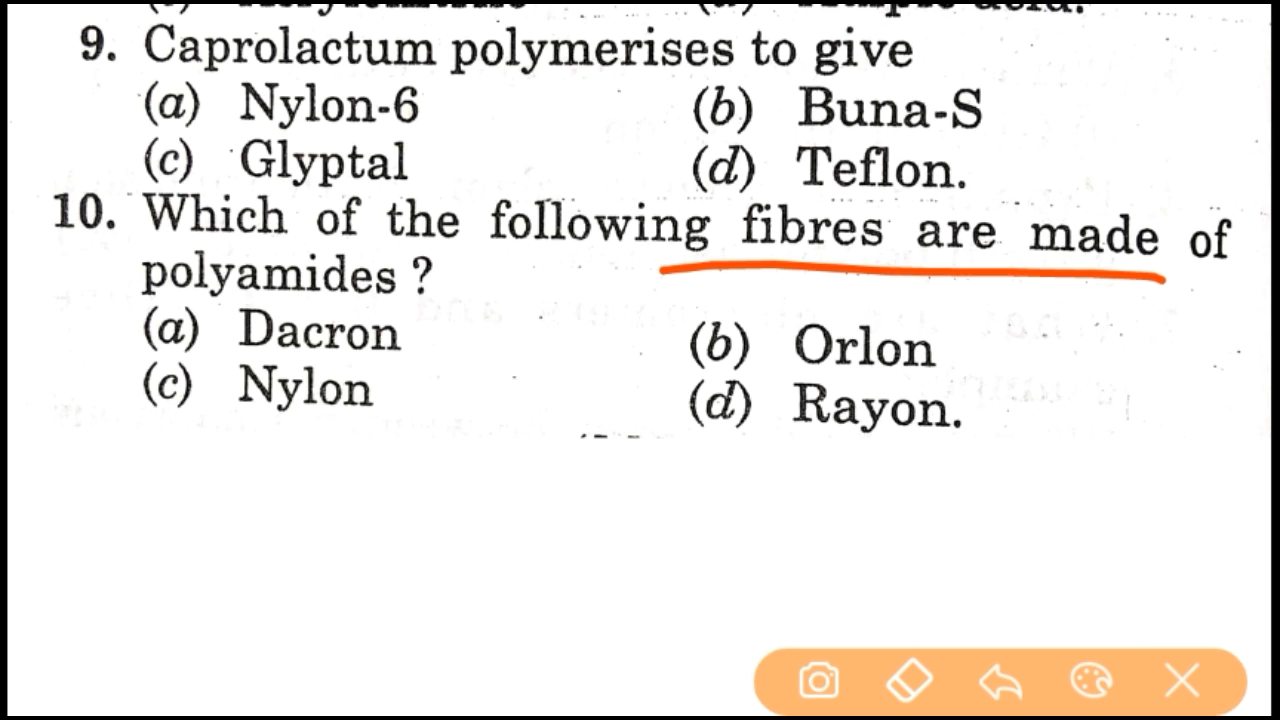 9. Caprolactum polymerises to give
(a) Nylon-6 (b) Buna-S
(c) Glyptal (d) Teflon.
10. Which of the following fibres are made of
polyamides ?
(a) Dacron (b) Orlon
(c) Nylon (d) Rayon.